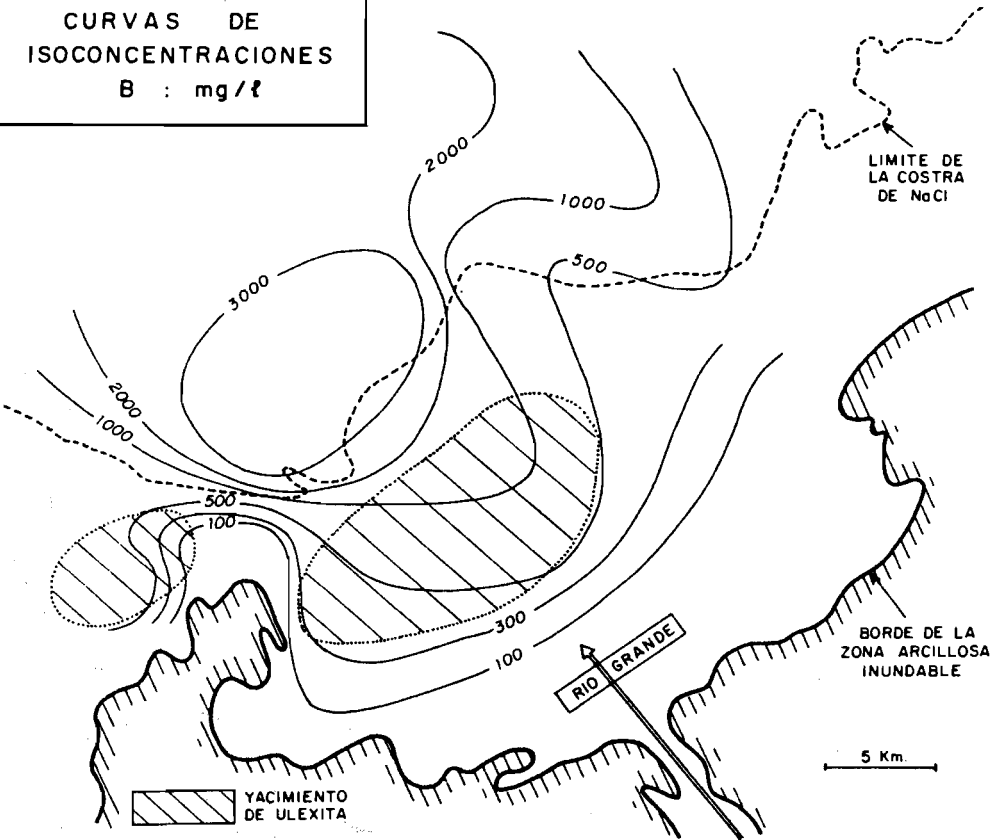 CURVAS DE
ISOCONCENTRACIONES
B : mg/ℓ
2000
1000
LIMITE DE
LA COSTRA
DE NaCl
500
3000
2000
1000
500
100
300
100
RIO GRANDE
BORDE DE LA
ZONA ARCILLOSA
INUNDABLE
5 Km.
YACIMIENTO
DE ULEXITA